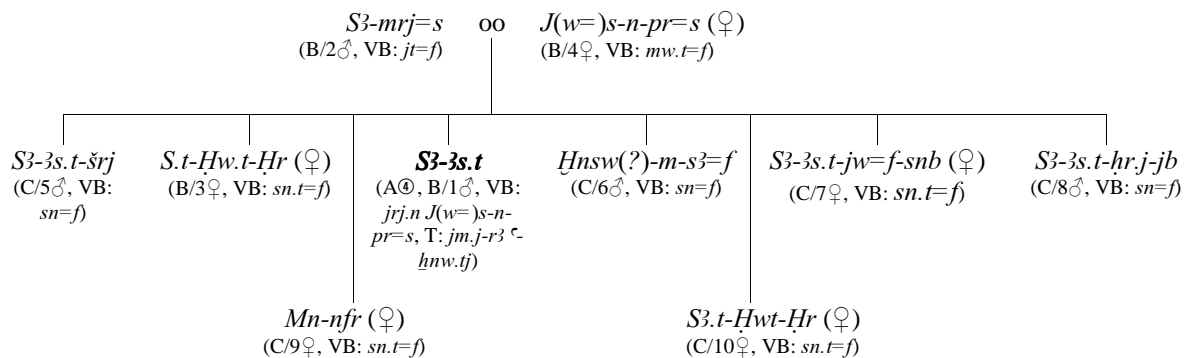 S3-mrj=s oo J(w=)s-n-pr=s (♀)
(B/2♂, VB: jt=f) (B/4♀, VB: mw.t=f)
S3-3s.t-šrj
(C/5♂, VB:
sn=f)
S.t-Ḥw.t-Ḥr (♀)
(B/3♀, VB: sn.t=f)
S3-3s.t
(A④, B/1♂, VB:
jrj.n J(w=)s-n-
pr=s, T: jm.j-r3 ꜥ-
ẖnw.tj)
Ḫnsw(?)-m-s3=f
(C/6♂, VB: sn=f)
S3-3s.t-jw=f-snb (♀)
(C/7♀, VB: sn.t=f)
S3-3s.t-ḥr.j-jb
(C/8♂, VB: sn=f)
Mn-nfr (♀)
(C/9♀, VB: sn.t=f)
S3.t-Ḥwt-Ḥr (♀)
(C/10♀, VB: sn.t=f)